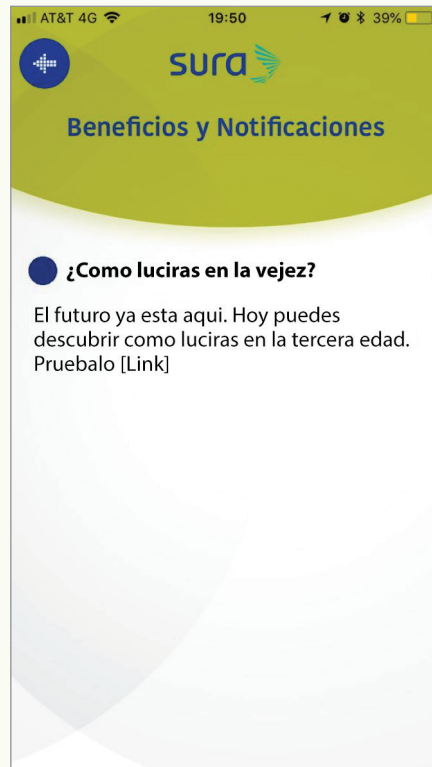 AT&T 4G 19:50 39%
sura
Beneficios y Notificaciones
¿Como luciras en la vejez?
El futuro ya esta aqui. Hoy puedes
descubrir como luciras en la tercera edad.
Pruebalo [Link]